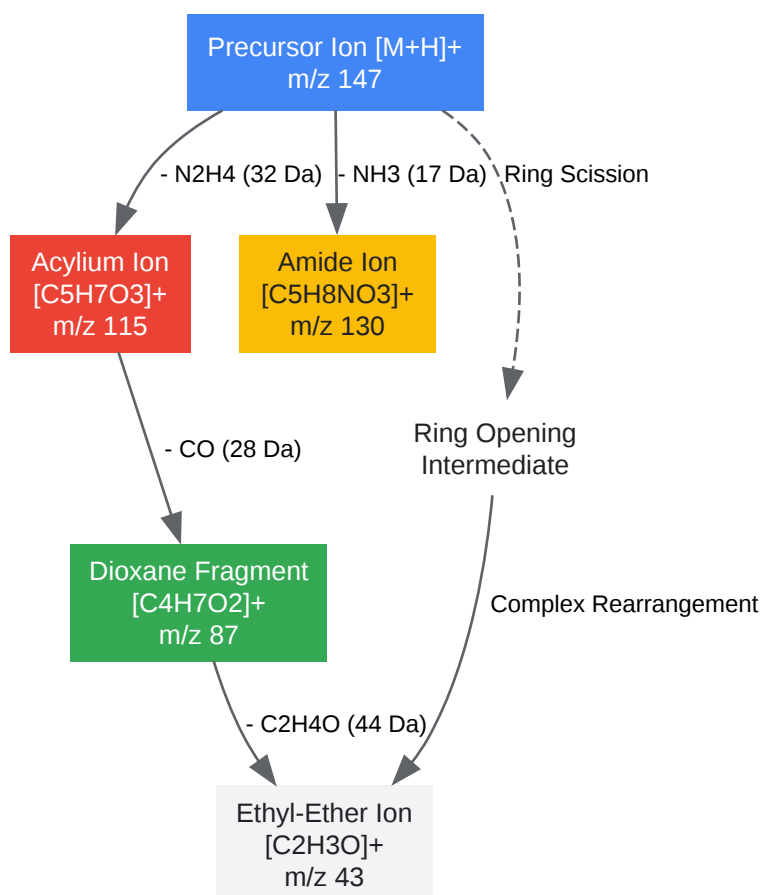 Precursor Ion [M+H]+
m/z 147
- N2H4 (32 Da)
- NH3 (17 Da)
Ring Scission
Acylium Ion
[C5H7O3]+
m/z 115
Amide Ion
[C5H8NO3]+
m/z 130
- CO (28 Da)
Ring Opening
Intermediate
Dioxane Fragment
[C4H7O2]+
m/z 87
Complex Rearrangement
- C2H4O (44 Da)
Ethyl-Ether Ion
[C2H3O]+
m/z 43